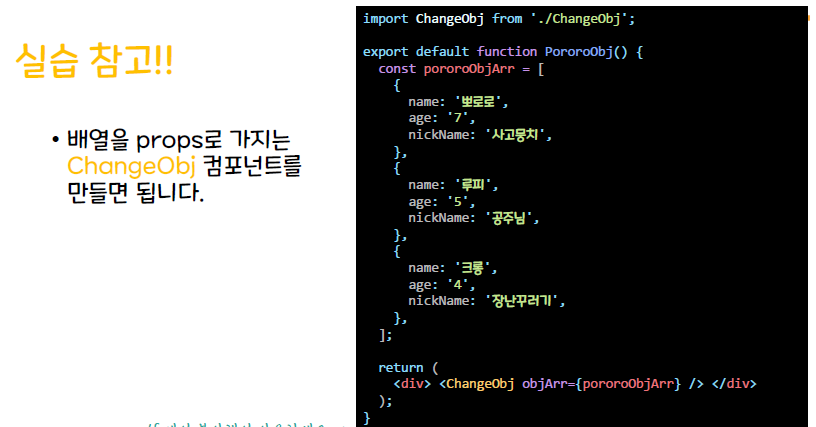 실습 참고!!
• 배열을 props로 가지는
ChangeObj 컴포넌트를
만들면 됩니다.
import ChangeObj from './ChangeObj';
export default function PororoObj() {
const pororoObjArr = [
{
name: '뽀로로',
age: '7',
nickName: '사고뭉치',
},
{
name: '루피',
age: '5',
nickName: '공주님',
},
{
name: '크롱',
age: '4',
nickName: '장난꾸러기',
},
];
return (
<div> <ChangeObj objArr={pororoObjArr} /> </div>
);
}